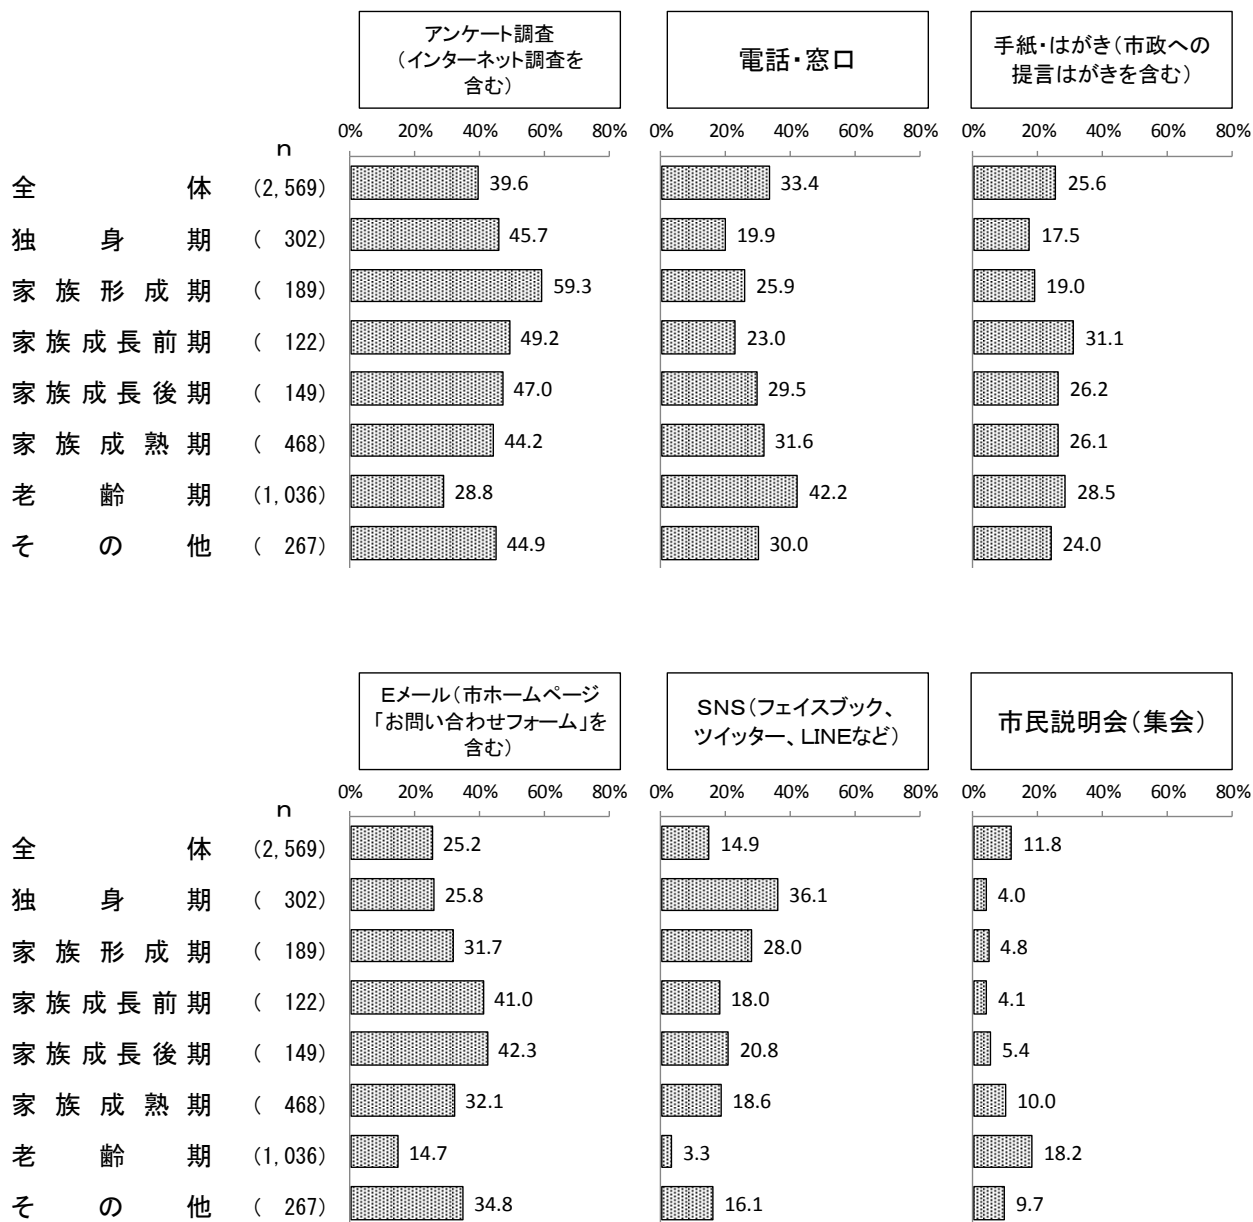 アンケート調査
（インターネット調査を
含む）
電話・窓口
手紙・はがき（市政への
提言はがきを含む）
0% 20% 40% 60% 80% 0% 20% 40% 60% 80% 0% 20% 40% 60% 80%
ｎ
全体 (2,569) 39.6 33.4 25.6
独身期 ( 302) 45.7 19.9 17.5
家族形成期 ( 189) 59.3 25.9 19.0
家族成長前期 ( 122) 49.2 23.0 31.1
家族成長後期 ( 149) 47.0 29.5 26.2
家族成熟期 ( 468) 44.2 31.6 26.1
老齢期 (1,036) 28.8 42.2 28.5
その他 ( 267) 44.9 30.0 24.0
Ｅメール（市ホームページ
「お問い合わせフォーム」を
含む）
ＳＮＳ（フェイスブック、
ツイッター、LINEなど）
市民説明会（集会）
0% 20% 40% 60% 80% 0% 20% 40% 60% 80% 0% 20% 40% 60% 80%
ｎ
全体 (2,569) 25.2 14.9 11.8
独身期 ( 302) 25.8 36.1 4.0
家族形成期 ( 189) 31.7 28.0 4.8
家族成長前期 ( 122) 41.0 18.0 4.1
家族成長後期 ( 149) 42.3 20.8 5.4
家族成熟期 ( 468) 32.1 18.6 10.0
老齢期 (1,036) 14.7 3.3 18.2
その他 ( 267) 34.8 16.1 9.7